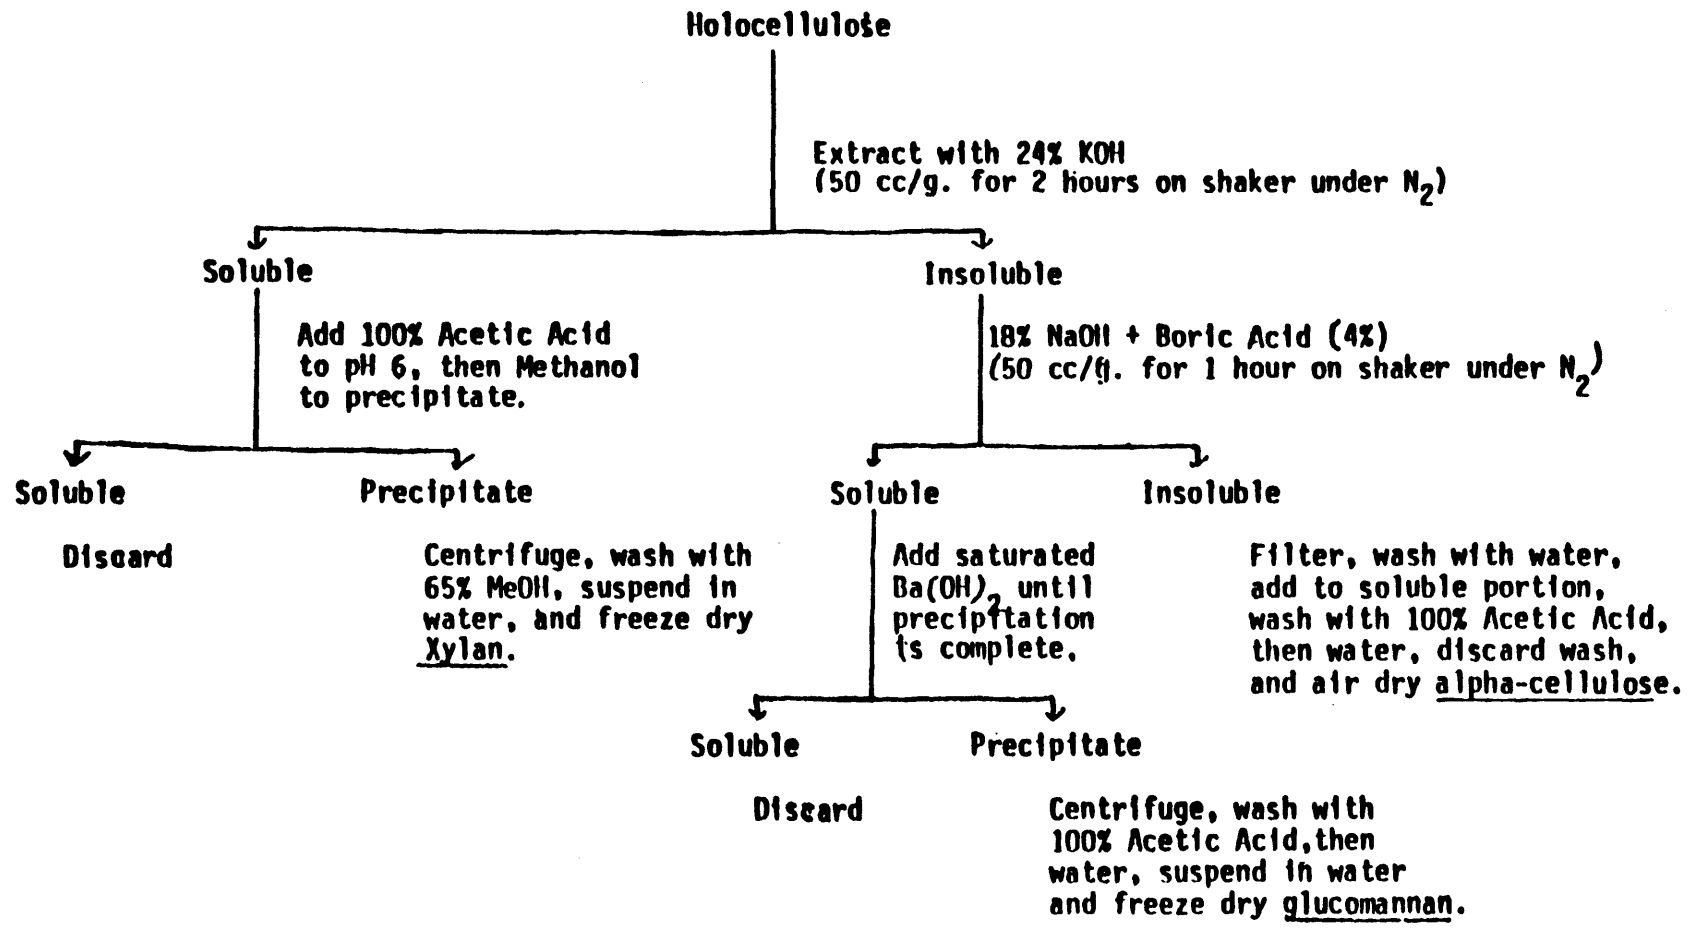 Holocellulose
Extract with 24% KOH
(50 cc/g. for 2 hours on shaker under N₂)
Soluble
Insoluble
Add 100% Acetic Acid
to pH 6, then Methanol
to precipitate.
18% NaOH + Boric Acid (4%)
(50 cc/g. for 1 hour on shaker under N₂)
Soluble
Precipitate
Soluble
Insoluble
Discard
Centrifuge, wash with
65% MeOH, suspend in
water, and freeze dry
Xylan.
Add saturated
Ba(OH)₂ until
precipitation
is complete.
Filter, wash with water,
add to soluble portion,
wash with 100% Acetic Acid,
then water, discard wash,
and air dry alpha-cellulose.
Soluble
Precipitate
Discard
Centrifuge, wash with
100% Acetic Acid,then
water, suspend in water
and freeze dry glucomannan.